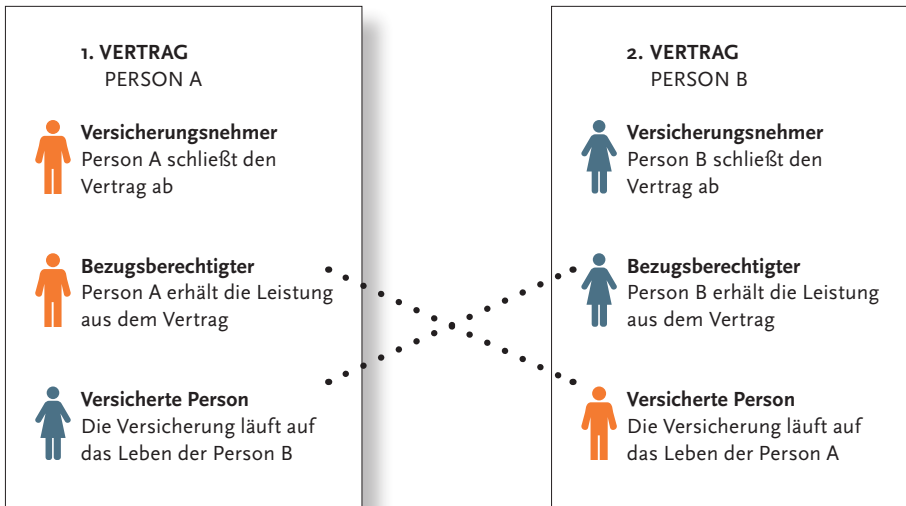 1. VERTRAG
PERSON A
Versicherungsnehmer
Person A schließt den
Vertrag ab
Bezugsberechtigter
Person A erhält die Leistung
aus dem Vertrag
Versicherte Person
Die Versicherung läuft auf
das Leben der Person B
2. VERTRAG
PERSON B
Versicherungsnehmer
Person B schließt den
Vertrag ab
Bezugsberechtigter
Person B erhält die Leistung
aus dem Vertrag
Versicherte Person
Die Versicherung läuft auf
das Leben der Person A